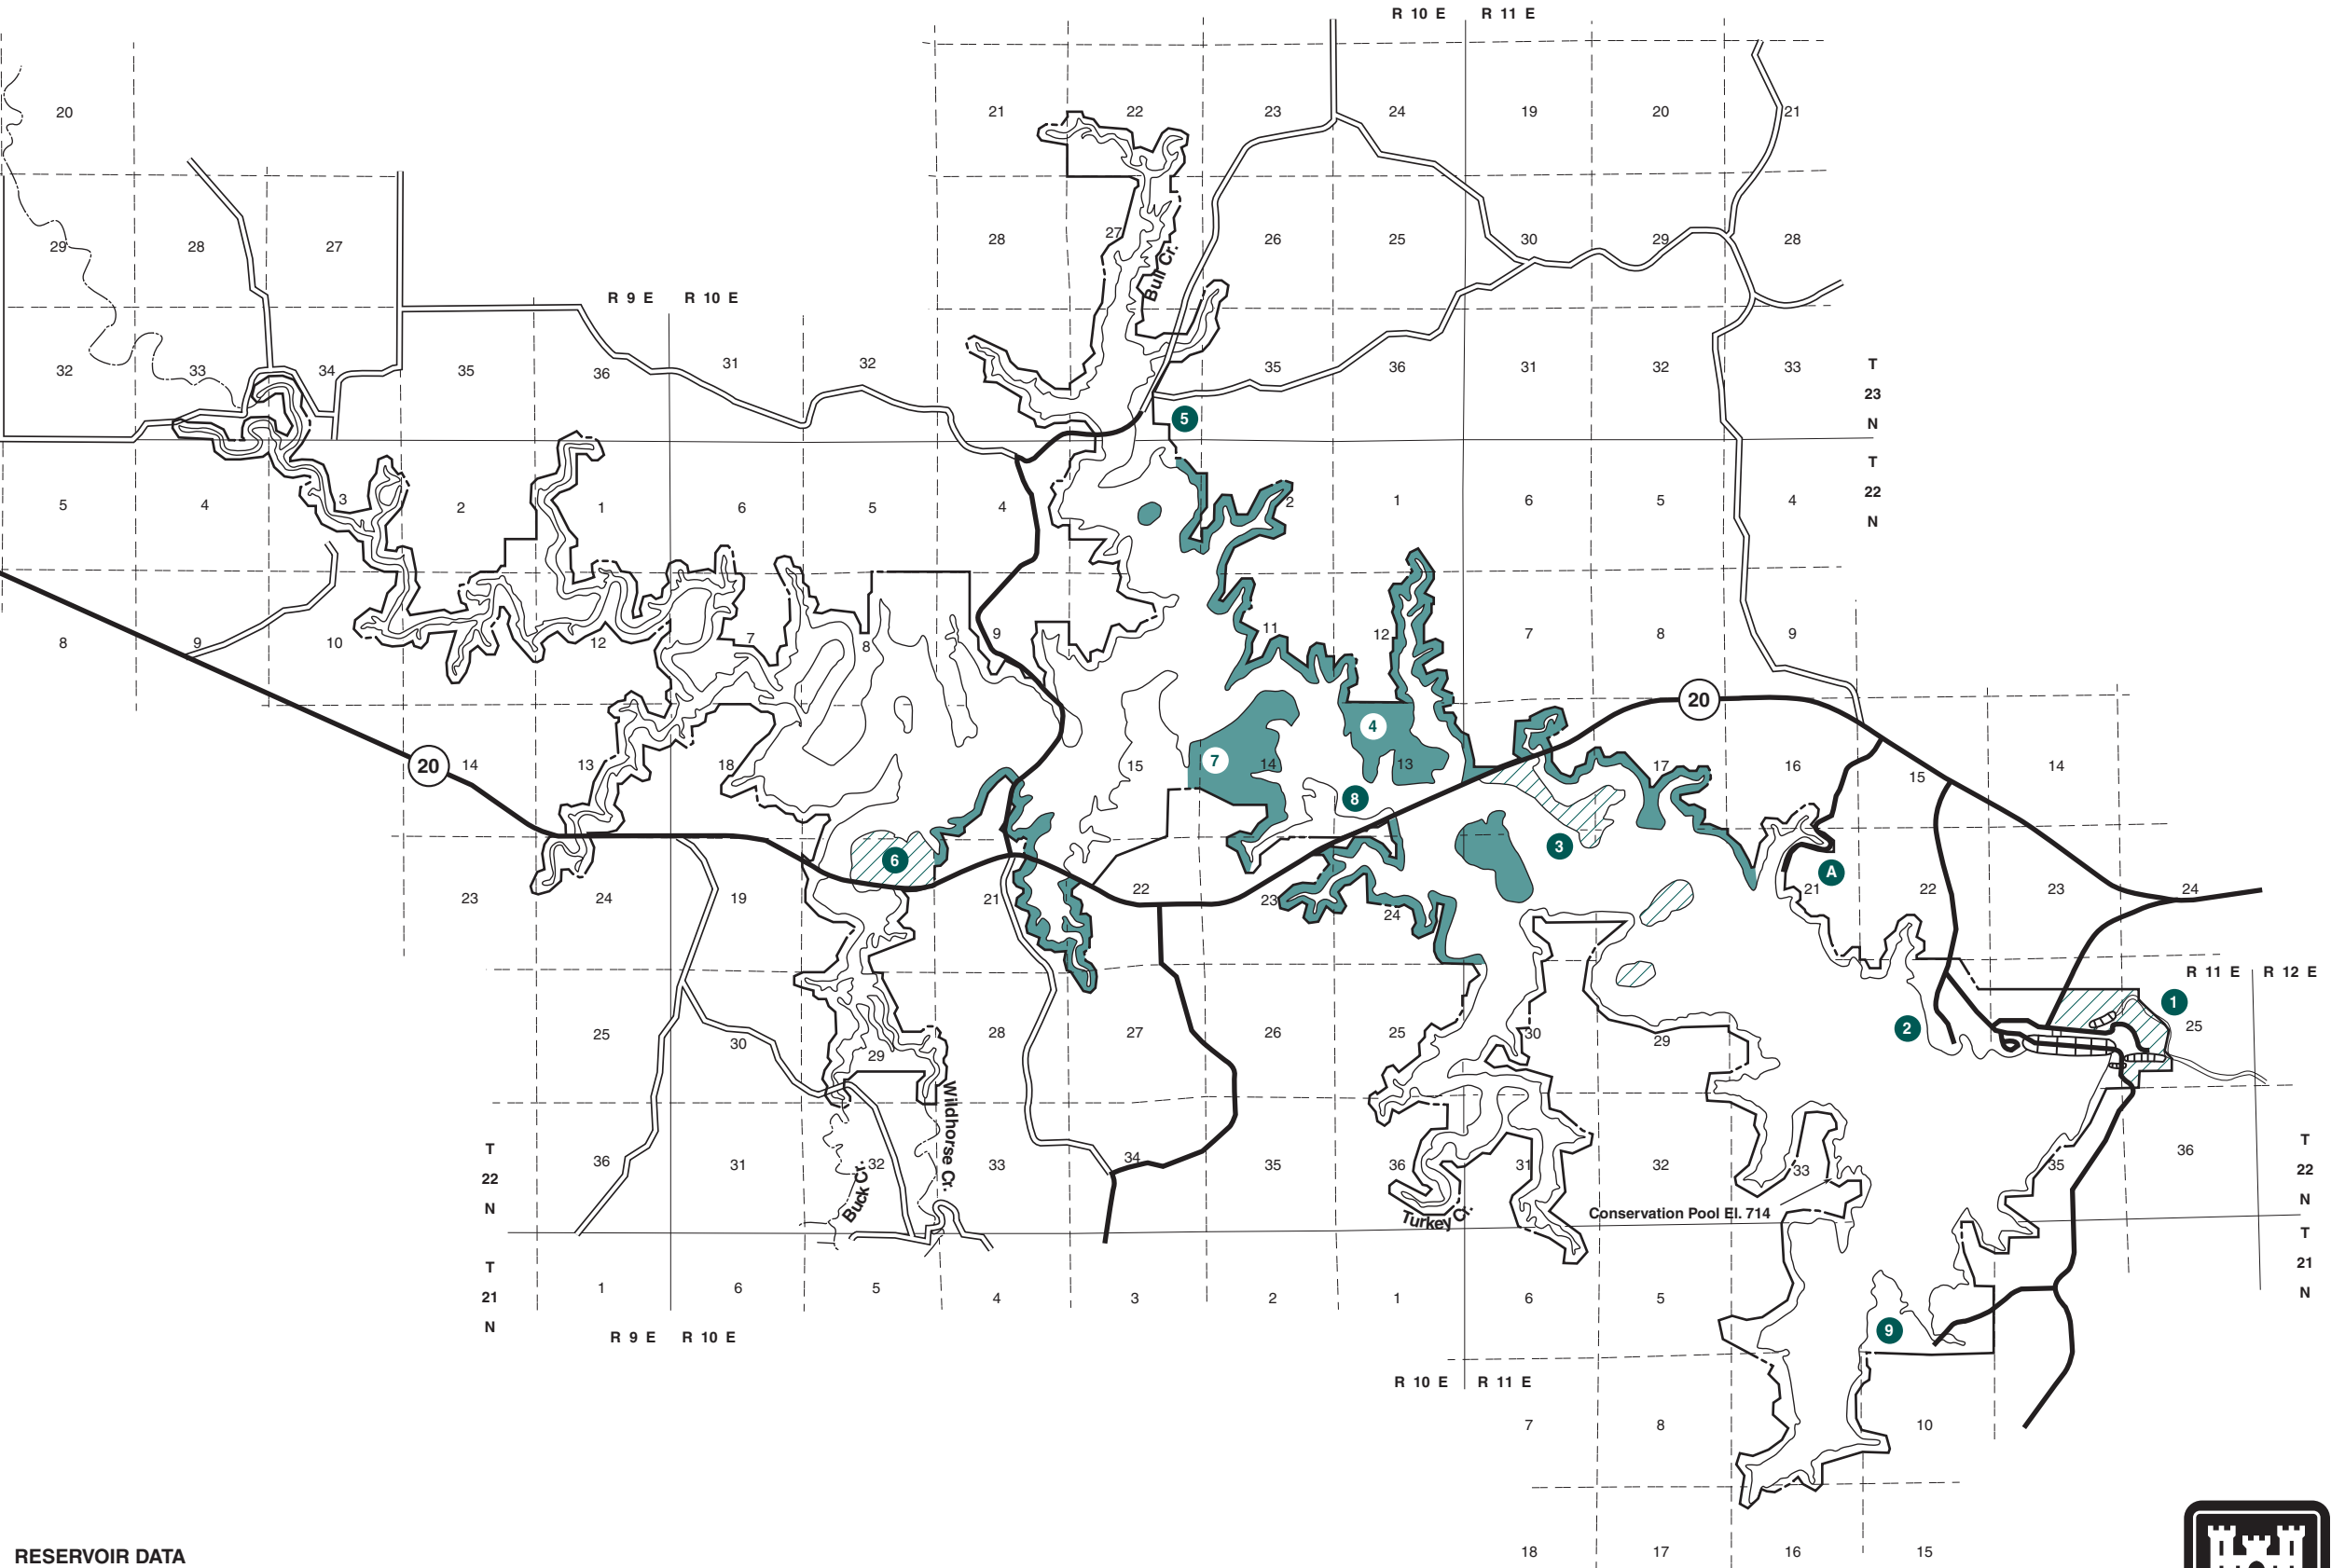 R 10 E R 11 E
20 21 22 23 24 19 20 21
29 28 27 28 27 26 25 30 29 28
Bull Cr.
R 9 E R 10 E
32 33 34 35 36 31 32 35 36 31 32 33
T
23
N
5
T
22
N
5 4 3 2 1 6 5 4 2 1 6 5 4
8 9 10 12 7 8 9 11 12 7 8 9
20
4
20 14 13 18 15 7 14 13 17 16 15 14
8
6 3 A
23 24 19 21 22 23 24 21 22 23 24
R 11 E R 12 E
1
2
25 30 29 28 27 26 25 30 29 25
Wildhorse Cr.
T
22
N
36 31 32 33 34 35 36 31 32 33 35 36
T
22
N
Buck Cr.
Turkey Cr.
Conservation Pool El. 714
T
21
N
T
21
N
1 6 5 4 3 2 1 6 5
9
R 9 E R 10 E
R 10 E R 11 E
7 8 10
18 17 16 15
RESERVOIR DATA